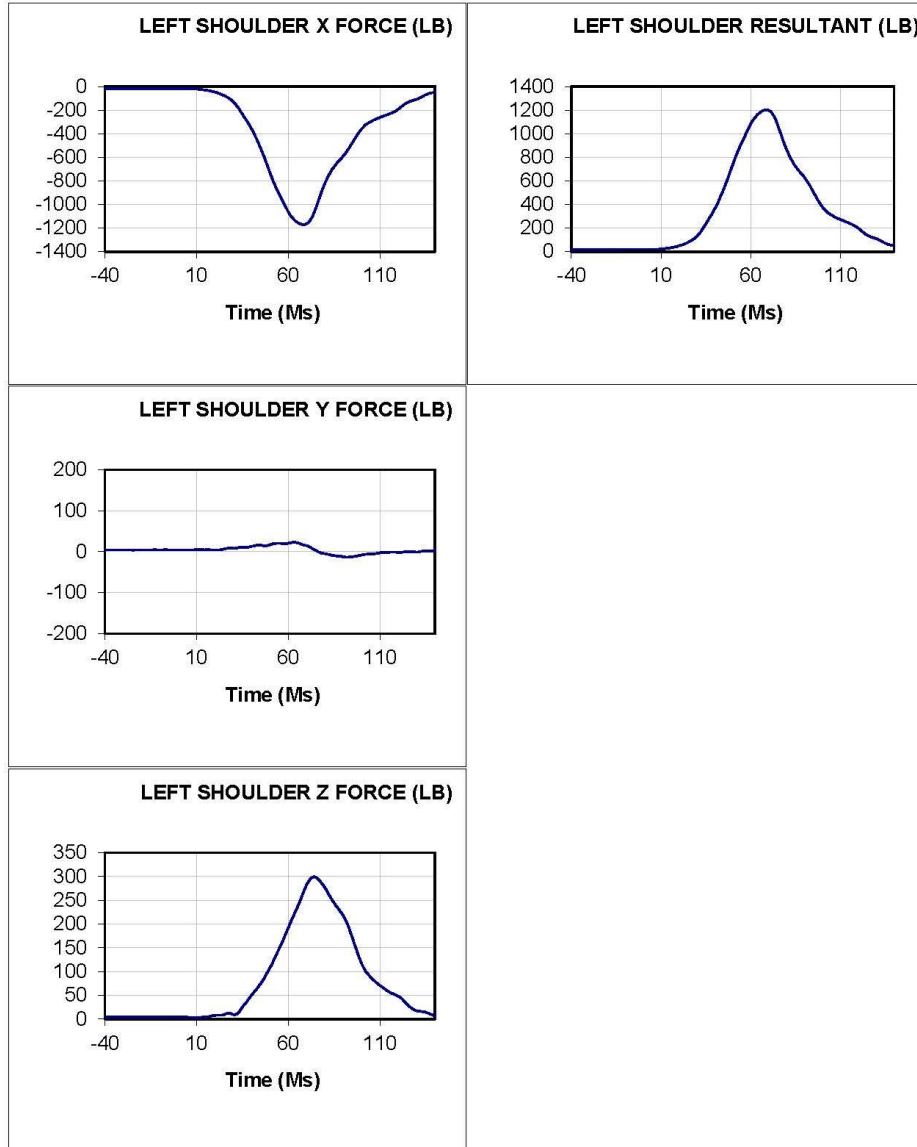 LEFT SHOULDER X FORCE (LB)
0
-200
-400
-600
-800
-1000
-1200
-1400
-40 10 60 110
Time (Ms)
LEFT SHOULDER RESULTANT (LB)
1400
1200
1000
800
600
400
200
0
-40 10 60 110
Time (Ms)
LEFT SHOULDER Y FORCE (LB)
200
100
0
-100
-200
-40 10 60 110
Time (Ms)
LEFT SHOULDER Z FORCE (LB)
350
300
250
200
150
100
50
0
-40 10 60 110
Time (Ms)